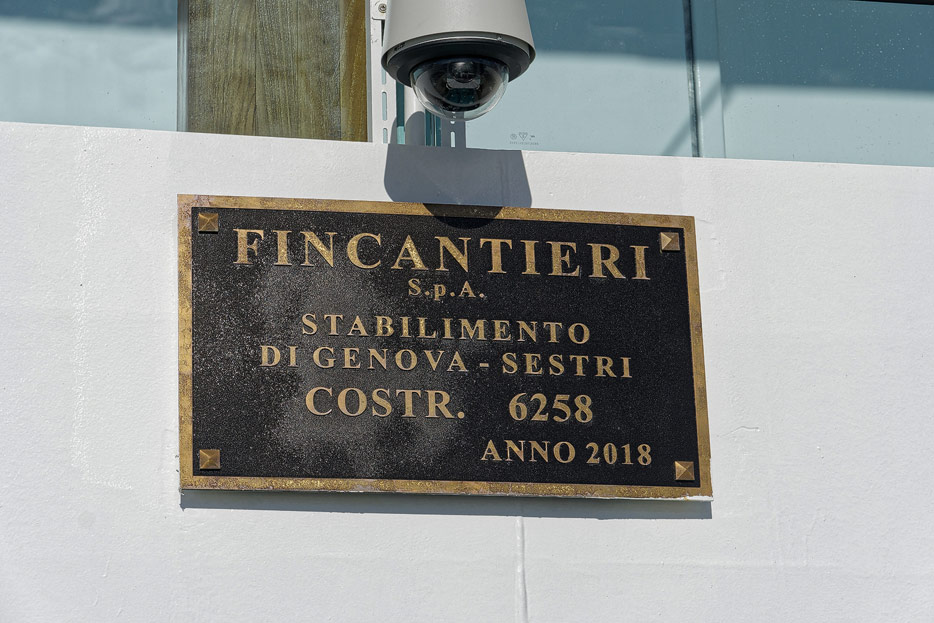 FINCANTIERI
S.p.A.
STABILIMENTO
DI GENOVA - SESTRI
COSTR. 6258
ANNO 2018